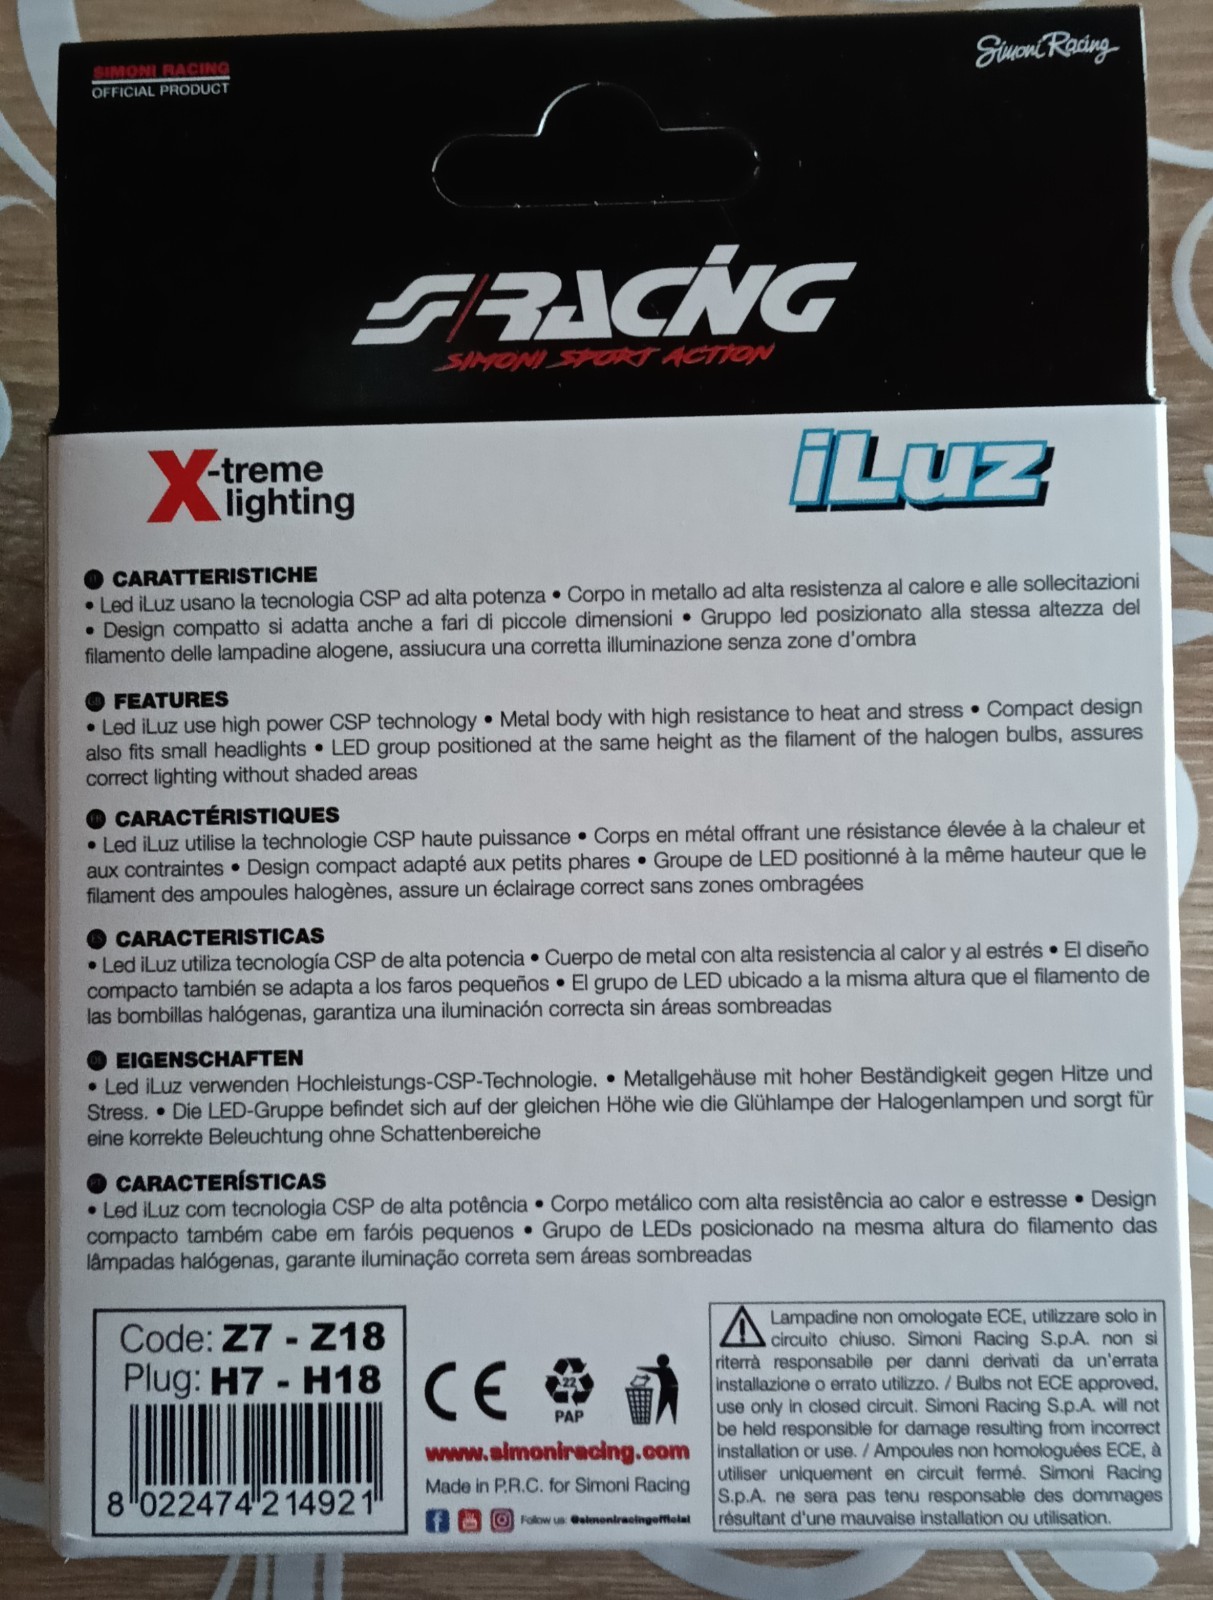 SIMONI RACING
OFFICIAL PRODUCT
Simoni Racing
S/RACING
SIMONI SPORT ACTION
X-treme
lighting
iLuz
CARATTERISTICHE
• Led iLuz usano la tecnologia CSP ad alta potenza • Corpo in metallo ad alta resistenza al calore e alle sollecitazioni
• Design compatto si adatta anche a fari di piccole dimensioni • Gruppo led posizionato alla stessa altezza del
filamento delle lampadine alogene, assiucura una corretta illuminazione senza zone d'ombra
FEATURES
• Led iLuz use high power CSP technology • Metal body with high resistance to heat and stress • Compact design
also fits small headlights • LED group positioned at the same height as the filament of the halogen bulbs, assures
correct lighting without shaded areas
CARACTÉRISTIQUES
• Led iLuz utilise la technologie CSP haute puissance • Corps en métal offrant une résistance élevée à la chaleur et
aux contraintes • Design compact adapté aux petits phares • Groupe de LED positionné à la même hauteur que le
filament des ampoules halogènes, assure un éclairage correct sans zones ombragées
CARACTERISTICAS
• Led iLuz utiliza tecnología CSP de alta potencia • Cuerpo de metal con alta resistencia al calor y al estrés • El diseño
compacto también se adapta a los faros pequeños • El grupo de LED ubicado a la misma altura que el filamento de
las bombillas halógenas, garantiza una iluminación correcta sin áreas sombreadas
EIGENSCHAFTEN
• Led iLuz verwenden Hochleistungs-CSP-Technologie. • Metallgehäuse mit hoher Beständigkeit gegen Hitze und
Stress. • Die LED-Gruppe befindet sich auf der gleichen Höhe wie die Glühlampe der Halogenlampen und sorgt für
eine korrekte Beleuchtung ohne Schattenbereiche
CARACTERÍSTICAS
• Led iLuz com tecnologia CSP de alta potência • Corpo metálico com alta resistência ao calor e estresse • Design
compacto também cabe em faróis pequenos • Grupo de LEDs posicionado na mesma altura do filamento das
lâmpadas halógenas, garante iluminação correta sem áreas sombreadas
Code: Z7 - Z18
Plug: H7 - H18
8 022474 214921
CE
22
PAP
www.simoniracing.com
Made in P.R.C. for Simoni Racing
Follow us: @simoniracingofficial
Lampadine non omologate ECE, utilizzare solo in
circuito chiuso. Simoni Racing S.p.A. non si
riterrà responsabile per danni derivati da un'errata
installazione o errato utilizzo. / Bulbs not ECE approved,
use only in closed circuit. Simoni Racing S.p.A. will not
be held responsible for damage resulting from incorrect
installation or use. / Ampoules non homologuées ECE, à
utiliser uniquement en circuit fermé. Simoni Racing
S.p.A. ne sera pas tenu responsable des dommages
résultant d'une mauvaise installation ou utilisation.